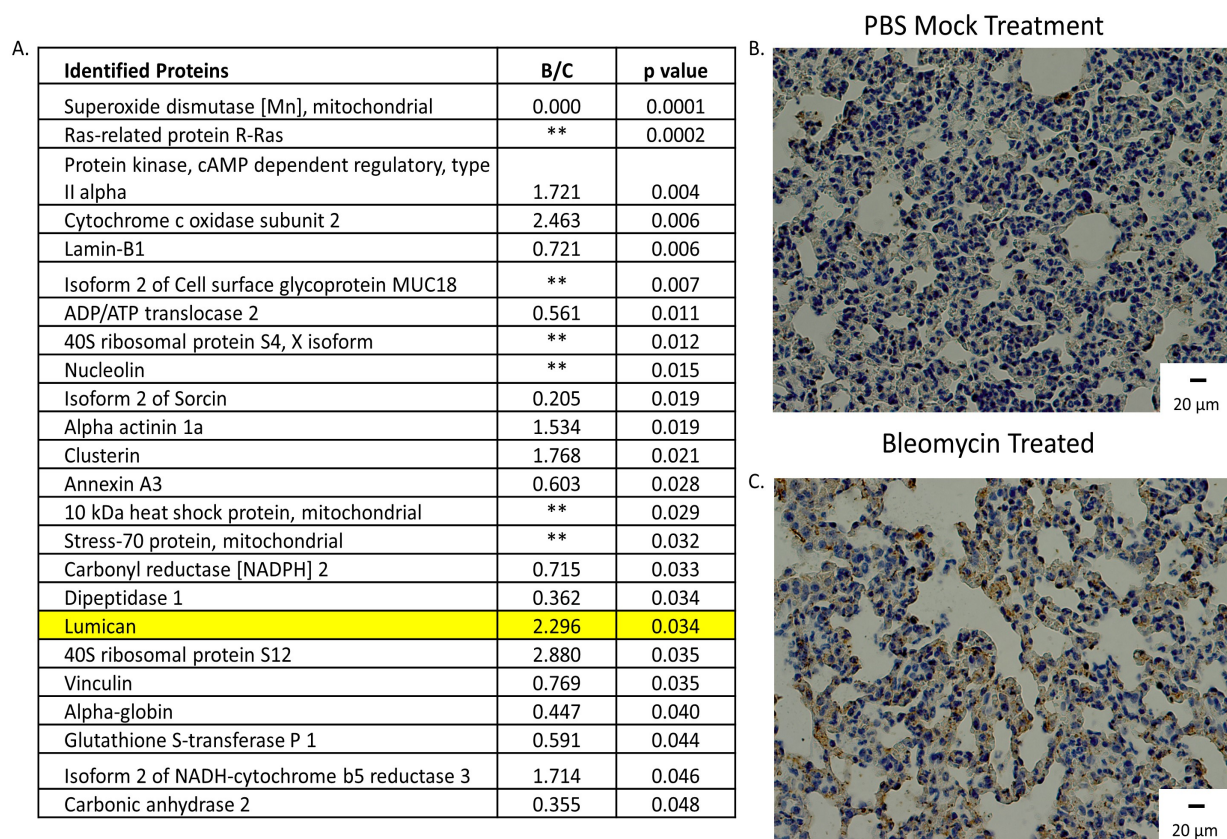 A.
Identified Proteins B/C p value
Superoxide dismutase [Mn], mitochondrial 0.000 0.0001
Ras-related protein R-Ras ** 0.0002
Protein kinase, cAMP dependent regulatory, type
II alpha 1.721 0.004
Cytochrome c oxidase subunit 2 2.463 0.006
Lamin-B1 0.721 0.006
Isoform 2 of Cell surface glycoprotein MUC18 ** 0.007
ADP/ATP translocase 2 0.561 0.011
40S ribosomal protein S4, X isoform ** 0.012
Nucleolin ** 0.015
Isoform 2 of Sorcin 0.205 0.019
Alpha actinin 1a 1.534 0.019
Clusterin 1.768 0.021
Annexin A3 0.603 0.028
10 kDa heat shock protein, mitochondrial ** 0.029
Stress-70 protein, mitochondrial ** 0.032
Carbonyl reductase [NADPH] 2 0.715 0.033
Dipeptidase 1 0.362 0.034
Lumican 2.296 0.034
40S ribosomal protein S12 2.880 0.035
Vinculin 0.769 0.035
Alpha-globin 0.447 0.040
Glutathione S-transferase P 1 0.591 0.044
Isoform 2 of NADH-cytochrome b5 reductase 3 1.714 0.046
Carbonic anhydrase 2 0.355 0.048
PBS Mock Treatment
B.
20 µm
Bleomycin Treated
C.
20 µm